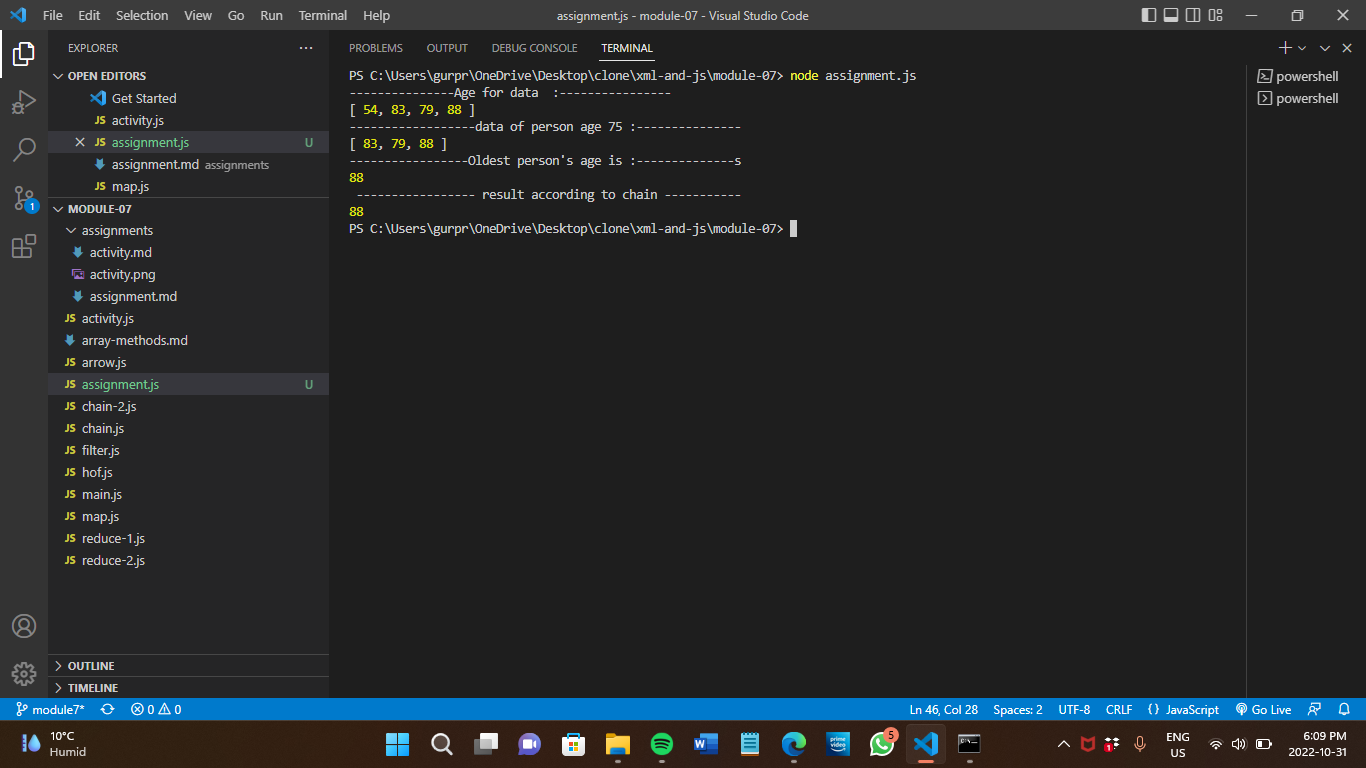 File Edit Selection View Go Run Terminal Help
assignment.js - module-07 - Visual Studio Code
EXPLORER
OPEN EDITORS
Get Started
JS activity.js
JS assignment.js U
assignment.md assignments
JS map.js
MODULE-07
assignments
activity.md
activity.png
assignment.md
JS activity.js
array-methods.md
JS arrow.js
JS assignment.js U
JS chain-2.js
JS chain.js
JS filter.js
JS hof.js
JS main.js
JS map.js
JS reduce-1.js
JS reduce-2.js
OUTLINE
TIMELINE
1
PROBLEMS OUTPUT DEBUG CONSOLE TERMINAL
PS C:\Users\gurpr\OneDrive\Desktop\clone\xml-and-js\module-07> node assignment.js
---------------Age for data  :----------------
[ 54, 83, 79, 88 ]
------------------data of person age 75 :---------------
[ 83, 79, 88 ]
-----------------Oldest person's age is :--------------s
88
 ----------------- result according to chain -----------
88
PS C:\Users\gurpr\OneDrive\Desktop\clone\xml-and-js\module-07>
powershell
powershell
module7* 0 0 Ln 46, Col 28 Spaces: 2 UTF-8 CRLF {} JavaScript Go Live
10°C
Humid
prime video
5
1
ENG
US
6:09 PM
2022-10-31